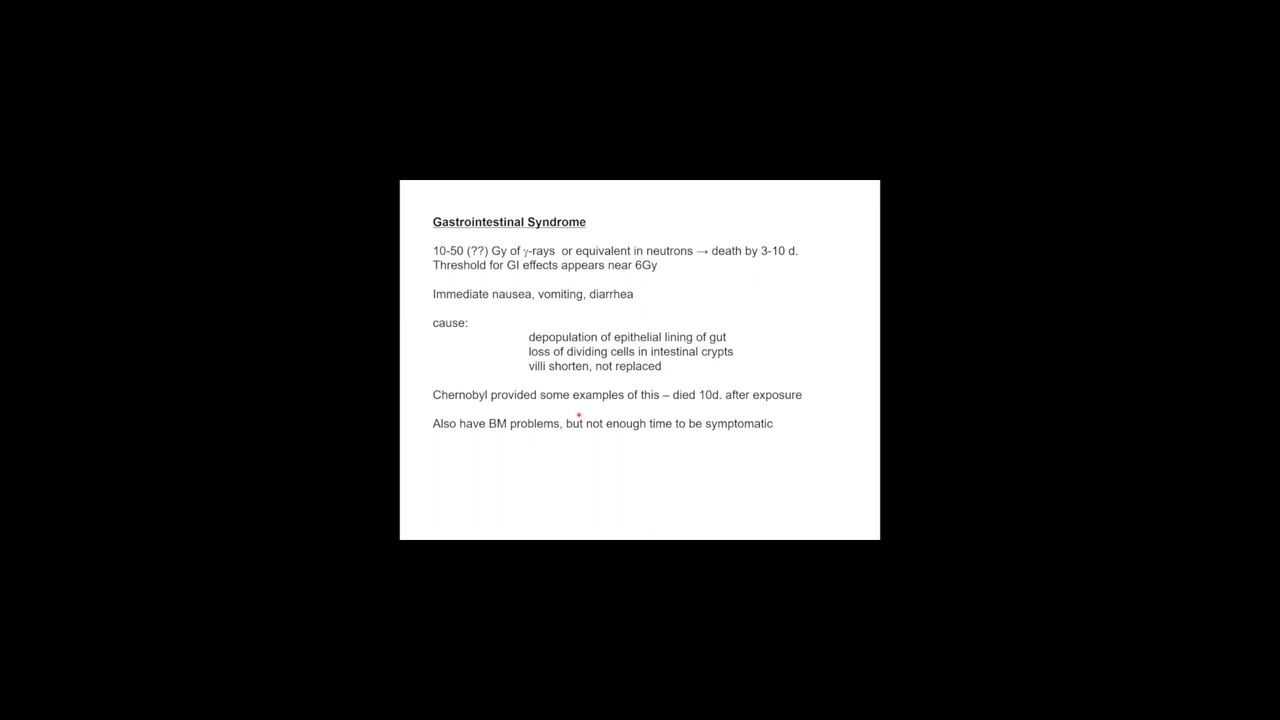 Gastrointestinal Syndrome
10-50 (??) Gy of γ-rays or equivalent in neutrons → death by 3-10 d.
Threshold for GI effects appears near 6Gy
Immediate nausea, vomiting, diarrhea
cause:
depopulation of epithelial lining of gut
loss of dividing cells in intestinal crypts
villi shorten, not replaced
Chernobyl provided some examples of this – died 10d. after exposure
Also have BM problems, but not enough time to be symptomatic